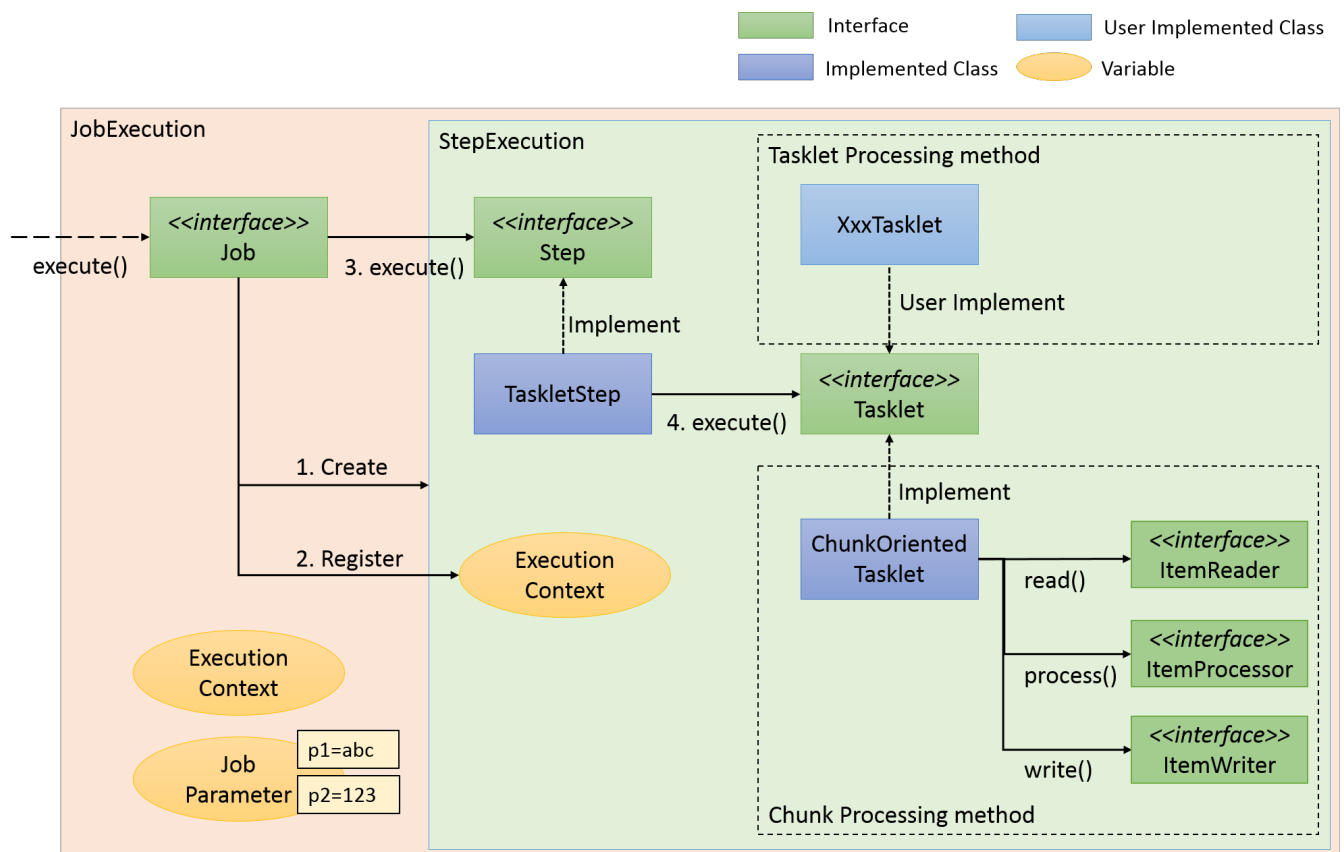 Interface
User Implemented Class
Implemented Class
Variable
JobExecution
StepExecution
Tasklet Processing method
<<interface>>
Job
execute()
3. execute()
<<interface>>
Step
XxxTasklet
User Implement
Implement
TaskletStep
4. execute()
<<interface>>
Tasklet
1. Create
2. Register
Execution
Context
Implement
ChunkOriented
Tasklet
read()
<<interface>>
ItemReader
process()
<<interface>>
ItemProcessor
write()
<<interface>>
ItemWriter
Chunk Processing method
Execution
Context
Job
Parameter
p1=abc
p2=123